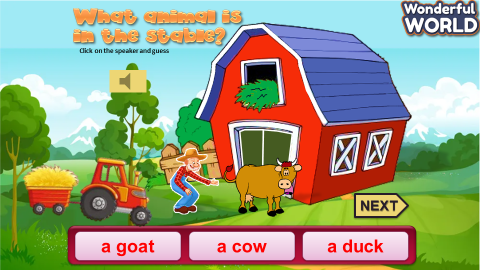 What animal is
in the stable?
Click on the speaker and guess
Wonderful
WORLD
NEXT
a goat
a cow
a duck